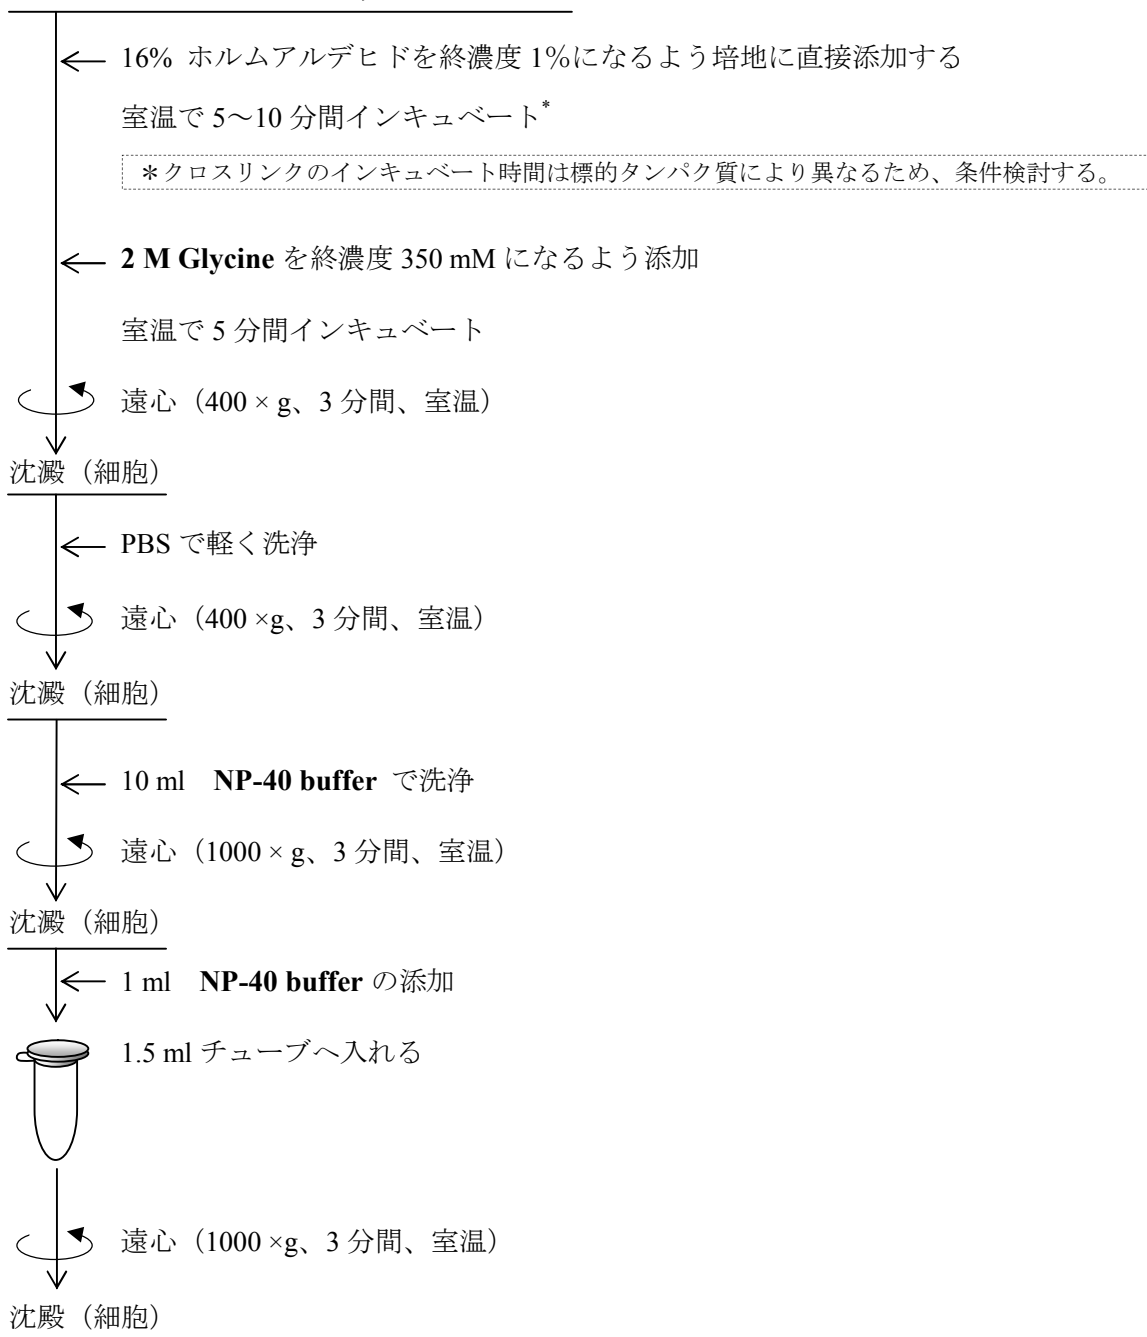 16% ホルムアルデヒドを終濃度 1%になるよう培地に直接添加する
室温で 5~10 分間インキュベート*
*クロスリンクのインキュベート時間は標的タンパク質により異なるため、条件検討する。
2 M Glycine を終濃度 350 mM になるよう添加
室温で 5 分間インキュベート
遠心（400 × g、3 分間、室温）
沈澱（細胞）
PBS で軽く洗浄
遠心（400 ×g、3 分間、室温）
沈澱（細胞）
10 ml NP-40 buffer で洗浄
遠心（1000 × g、3 分間、室温）
沈澱（細胞）
1 ml NP-40 buffer の添加
1.5 ml チューブへ入れる
遠心（1000 ×g、3 分間、室温）
沈殿（細胞）